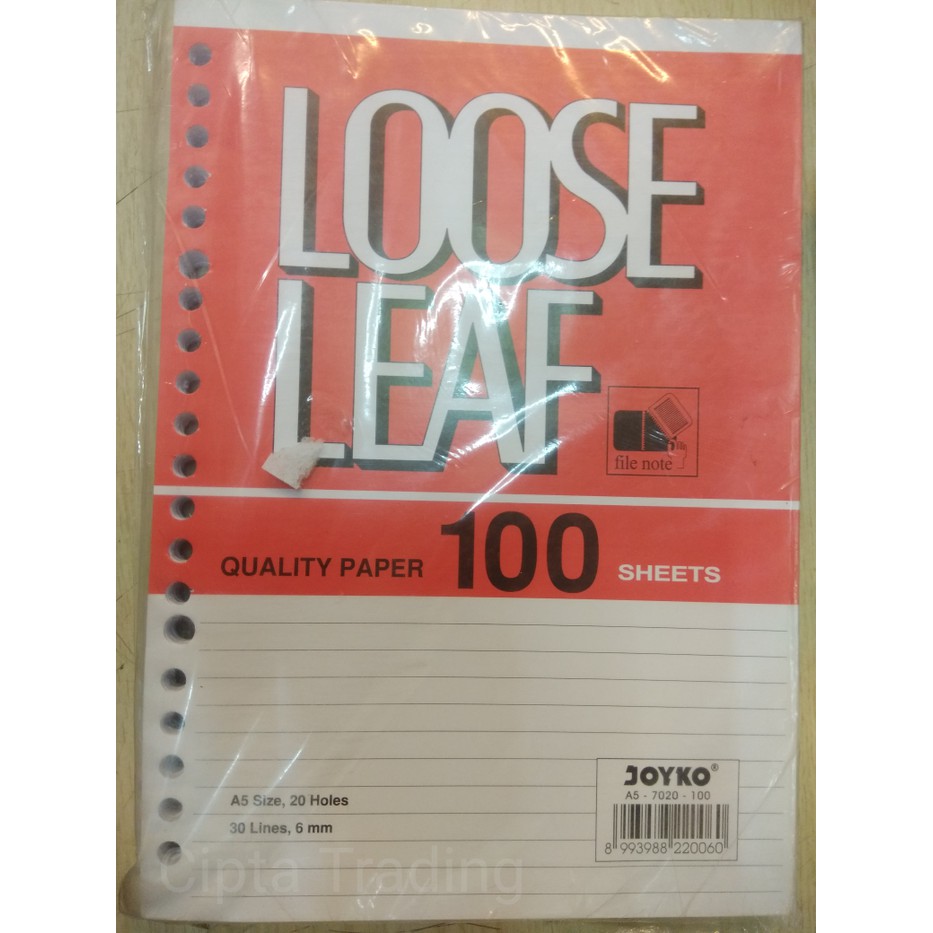 LOOSE
LEAF
file note
QUALITY PAPER 100 SHEETS
JOYKO®
A5 - 7020 - 100
A5 Size, 20 Holes
30 Lines, 6 mm
8 993988 220060
Cipta Trading